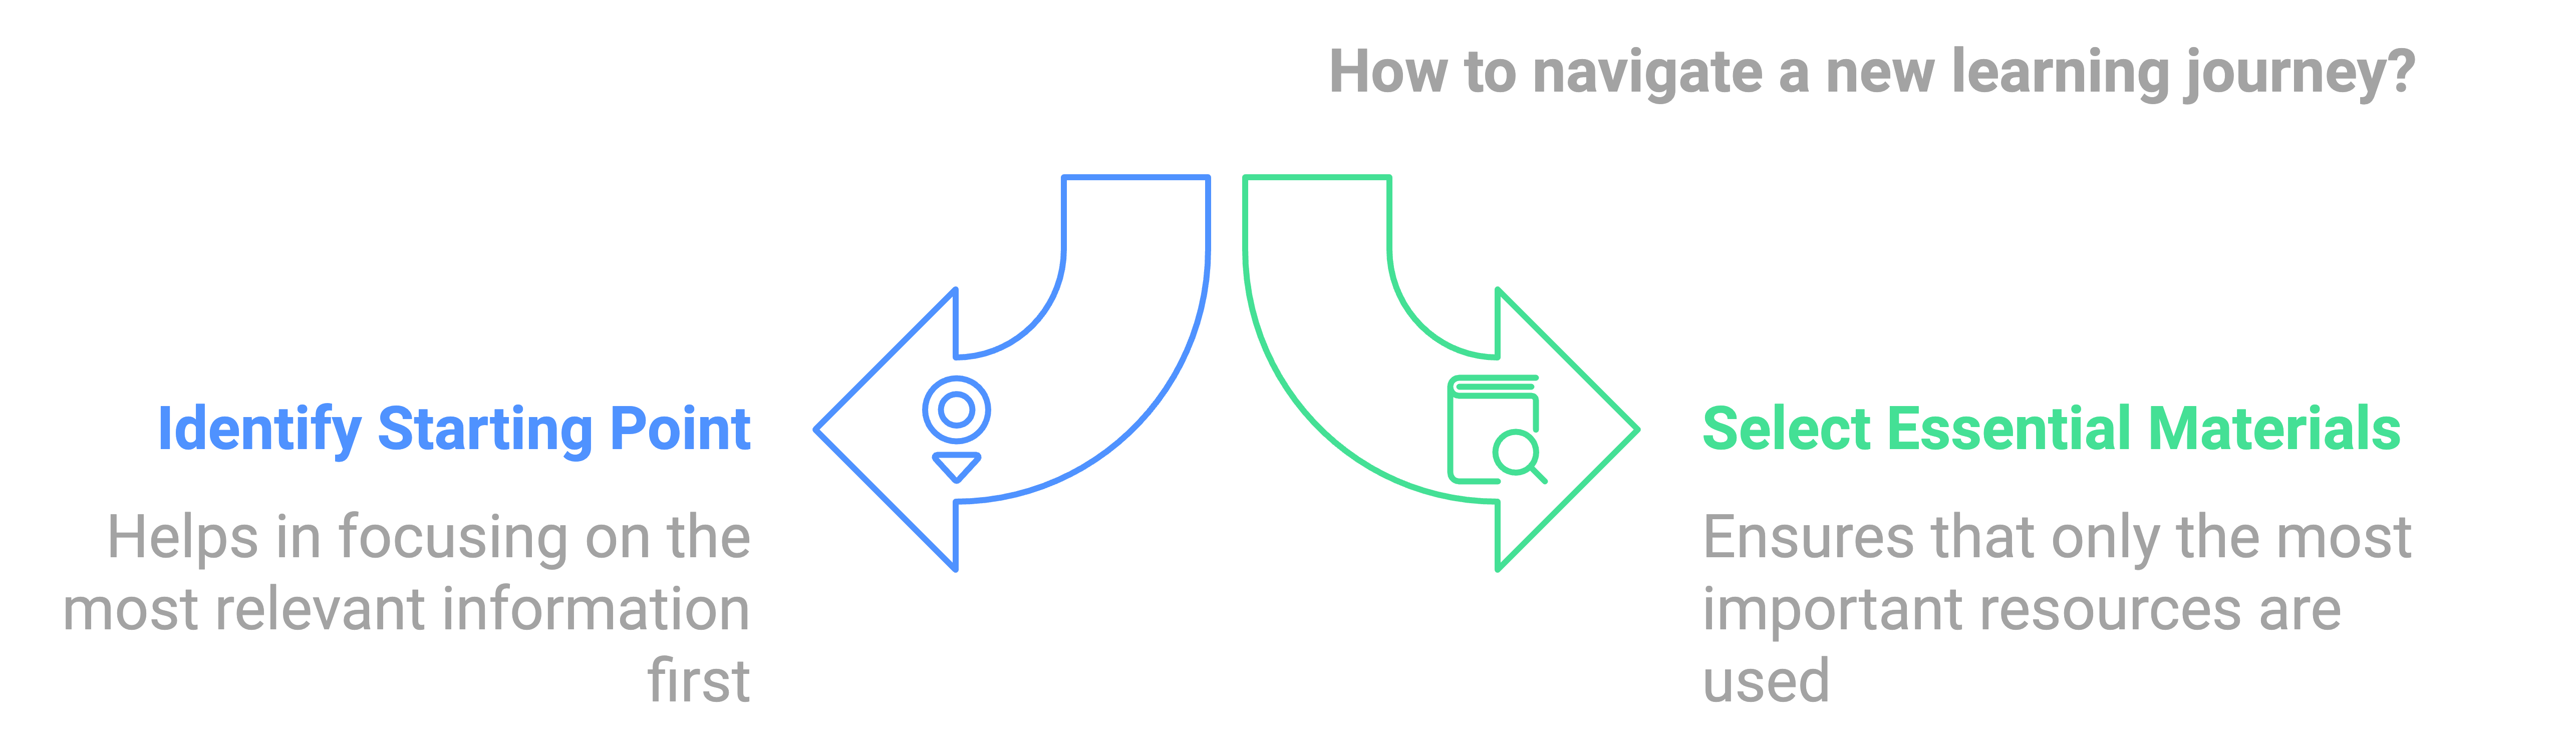 How to navigate a new learning journey?
Identify Starting Point
Helps in focusing on the
most relevant information
first
Select Essential Materials
Ensures that only the most
important resources are
used